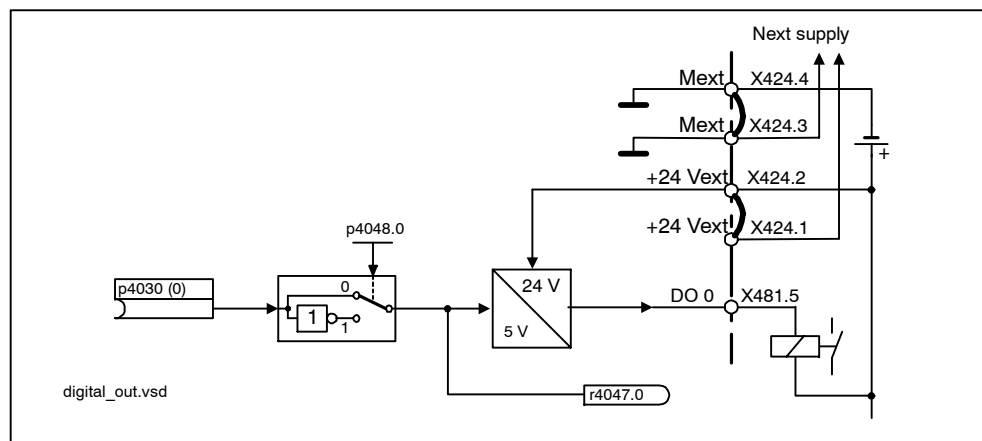 Next supply
Mext X424.4
Mext X424.3
+
+24 Vext X424.2
+24 Vext X424.1
p4048.0
p4030 (0)
0
1
1
24 V
5 V
DO 0 X481.5
digital_out.vsd
r4047.0